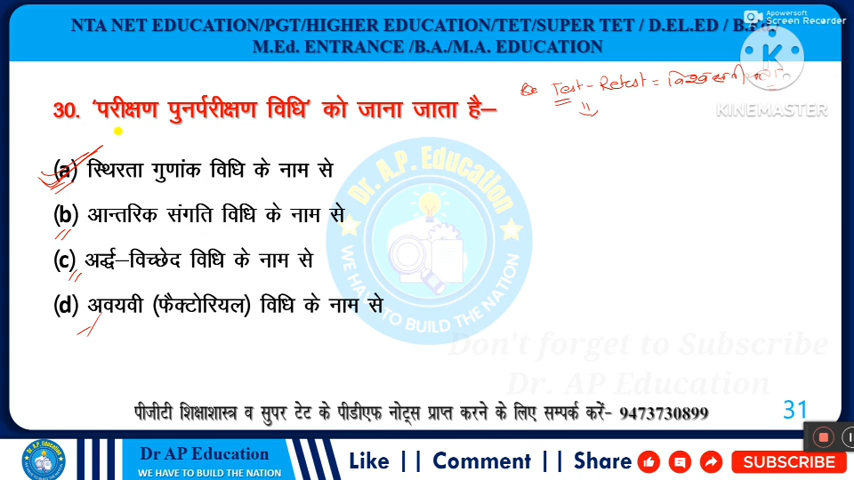 NTA NET EDUCATION/PGT/HIGHER EDUCATION/TET/SUPER TET / D.EL.ED / B.Ed.
M.Ed. ENTRANCE /B.A./M.A. EDUCATION
Apowersoft
Screen Recorder
KINEMASTER
Test - Retest =
30. 'परीक्षण पुनर्परीक्षण विधि' को जाना जाता है–
(a) स्थिरता गुणांक विधि के नाम से
(b) आन्तरिक संगति विधि के नाम से
(c) अर्द्ध–विच्छेद विधि के नाम से
(d) अवयवी (फैक्टोरियल) विधि के नाम से
Dr. A.P. Education
WE HAVE TO BUILD THE NATION
Don't forget to Subscribe
Dr. AP Education
पीजीटी शिक्षाशास्त्र व सुपर टेट के पीडीएफ नोट्स प्राप्त करने के लिए सम्पर्क करें- 9473730899
31
Dr AP Education
WE HAVE TO BUILD THE NATION
Like || Comment || Share
SUBSCRIBE